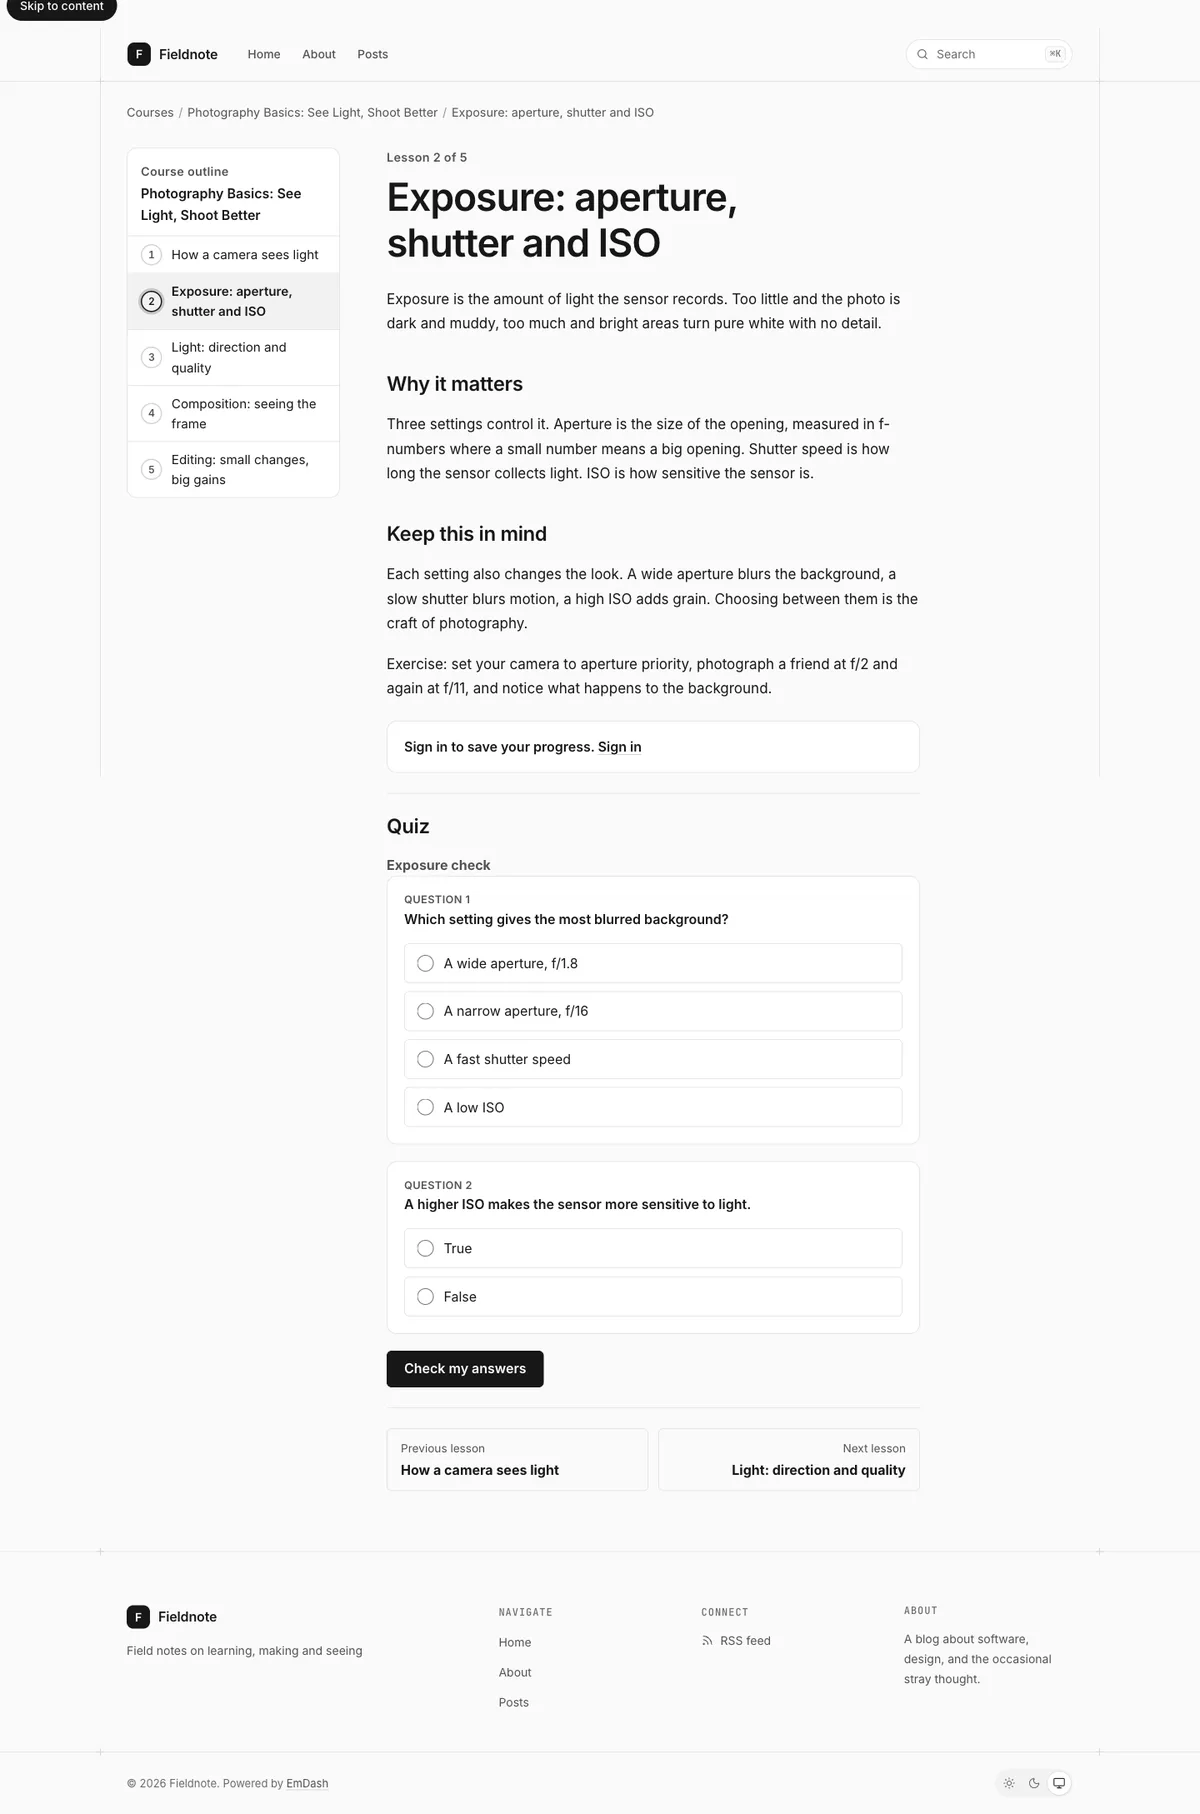 Skip to content
F Fieldnote Home About Posts Search ⌘K
Courses / Photography Basics: See Light, Shoot Better / Exposure: aperture, shutter and ISO
Course outline
Photography Basics: See
Light, Shoot Better
1 How a camera sees light
2 Exposure: aperture,
shutter and ISO
3 Light: direction and
quality
4 Composition: seeing the
frame
5 Editing: small changes,
big gains
Lesson 2 of 5
Exposure: aperture,
shutter and ISO
Exposure is the amount of light the sensor records. Too little and the photo is
dark and muddy, too much and bright areas turn pure white with no detail.
Why it matters
Three settings control it. Aperture is the size of the opening, measured in f-
numbers where a small number means a big opening. Shutter speed is how
long the sensor collects light. ISO is how sensitive the sensor is.
Keep this in mind
Each setting also changes the look. A wide aperture blurs the background, a
slow shutter blurs motion, a high ISO adds grain. Choosing between them is the
craft of photography.
Exercise: set your camera to aperture priority, photograph a friend at f/2 and
again at f/11, and notice what happens to the background.
Sign in to save your progress. Sign in
Quiz
Exposure check
QUESTION 1
Which setting gives the most blurred background?
A wide aperture, f/1.8
A narrow aperture, f/16
A fast shutter speed
A low ISO
QUESTION 2
A higher ISO makes the sensor more sensitive to light.
True
False
Check my answers
Previous lesson
How a camera sees light
Next lesson
Light: direction and quality
F Fieldnote
Field notes on learning, making and seeing
NAVIGATE
Home
About
Posts
CONNECT
RSS feed
ABOUT
A blog about software,
design, and the occasional
stray thought.
© 2026 Fieldnote. Powered by EmDash